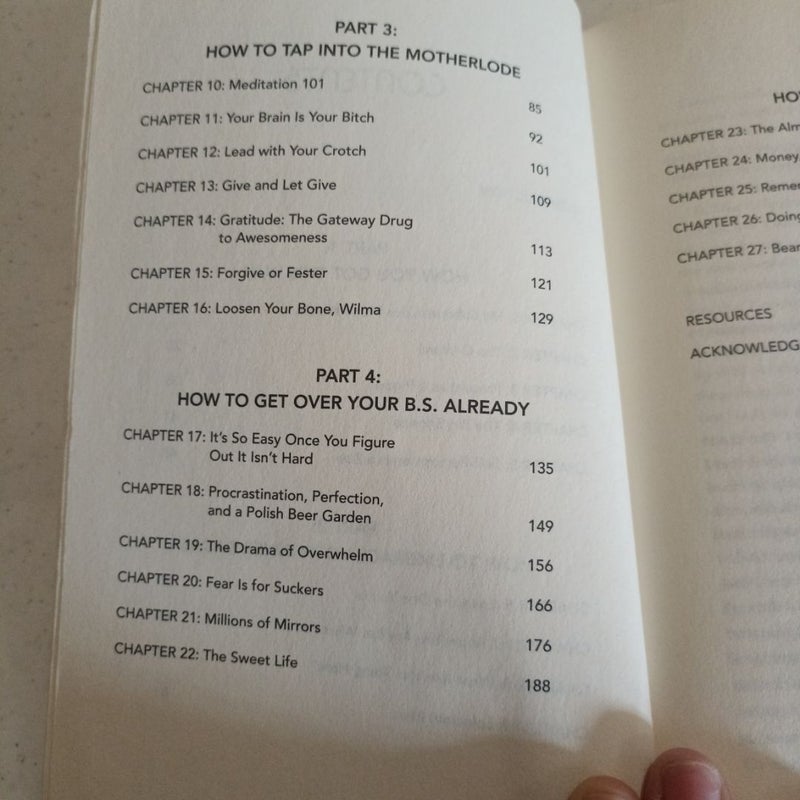 PART 3:
HOW TO TAP INTO THE MOTHERLODE
CHAPTER 10: Meditation 101 85
CHAPTER 11: Your Brain Is Your Bitch 92
CHAPTER 12: Lead with Your Crotch 101
CHAPTER 13: Give and Let Give 109
CHAPTER 14: Gratitude: The Gateway Drug
to Awesomeness 113
CHAPTER 15: Forgive or Fester 121
CHAPTER 16: Loosen Your Bone, Wilma 129
PART 4:
HOW TO GET OVER YOUR B.S. ALREADY
CHAPTER 17: It's So Easy Once You Figure
Out It Isn't Hard 135
CHAPTER 18: Procrastination, Perfection,
and a Polish Beer Garden 149
CHAPTER 19: The Drama of Overwhelm 156
CHAPTER 20: Fear Is for Suckers 166
CHAPTER 21: Millions of Mirrors 176
CHAPTER 22: The Sweet Life 188
HO
CHAPTER 23: The Alm
CHAPTER 24: Money,
CHAPTER 25: Remem
CHAPTER 26: Doing
CHAPTER 27: Bear
RESOURCES
ACKNOWLEDG